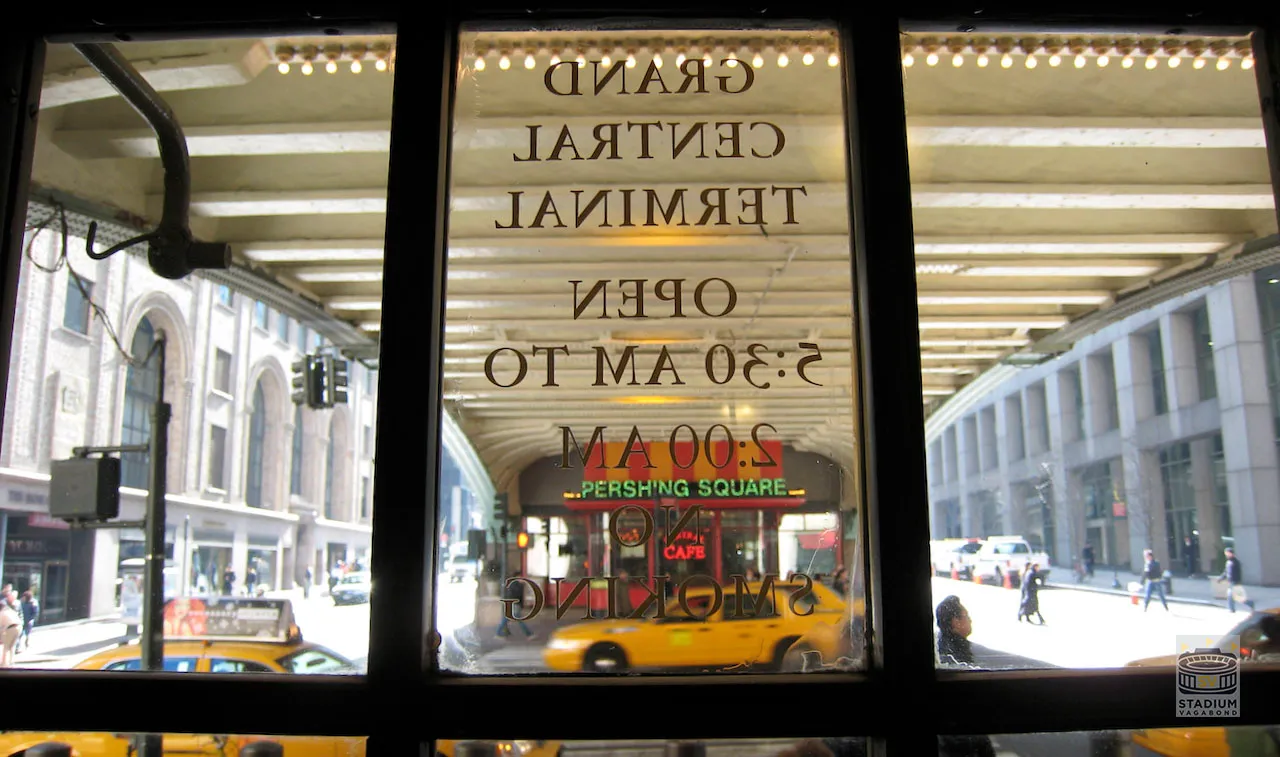 GRAND
CENTRAL
TERMINAL
OPEN
5:30 AM TO
2:00 AM
NO
SMOKING
PERSHING SQUARE
CAFE
STADIUM
VAGABOND